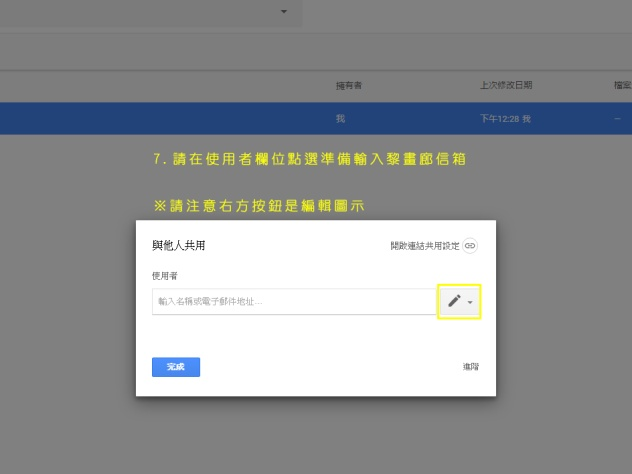 擁有者 上次修改日期 檔案
我 下午12:28 我 —
7. 請在使用者欄位點選準備輸入黎畫廊信箱
※請注意右方按鈕是編輯圖示
與他人共用 開啟連結共用設定
使用者
輸入名稱或電子郵件地址...
完成 進階